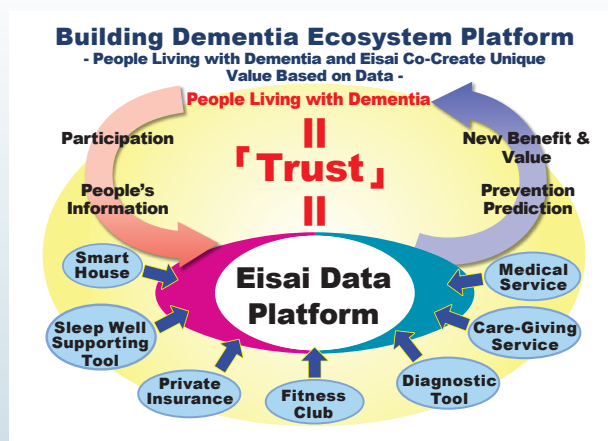 Building Dementia Ecosystem Platform
- People Living with Dementia and Eisai Co-Create Unique
Value Based on Data -
People Living with Dementia
Participation
People's
Information
「Trust」
New Benefit &
Value
Prevention
Prediction
Eisai Data
Platform
Smart
House
Sleep Well
Supporting
Tool
Private
Insurance
Fitness
Club
Diagnostic
Tool
Care-Giving
Service
Medical
Service